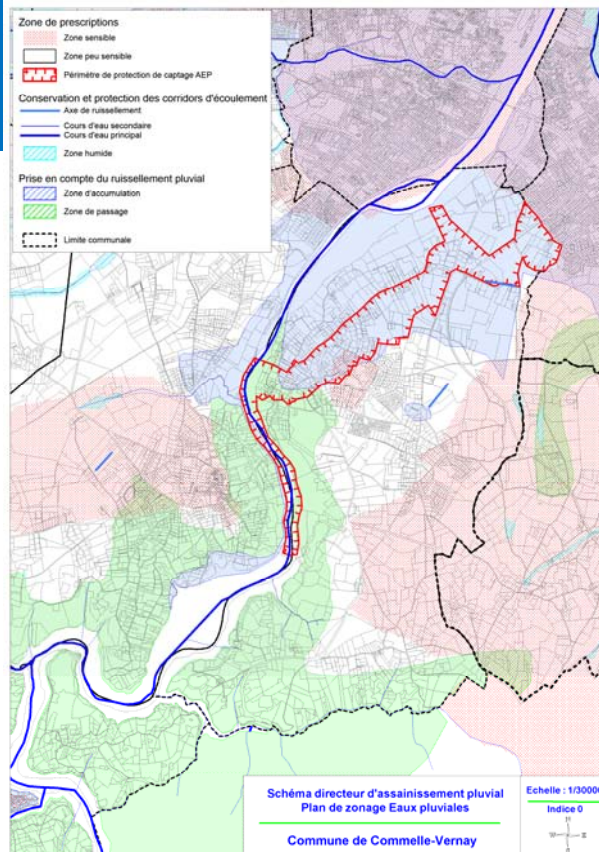 Zone de prescriptions
Zone sensible
Zone peu sensible
Périmètre de protection de captage AEP
Conservation et protection des corridors d'écoulement
Axe de ruissellement
Cours d'eau secondaire
Cours d'eau principal
Zone humide
Prise en compte du ruissellement pluvial
Zone d'accumulation
Zone de passage
Limite communale
Schéma directeur d'assainissement pluvial
Plan de zonage Eaux pluviales
Commune de Commelle-Vernay
Echelle : 1/30000
Indice 0